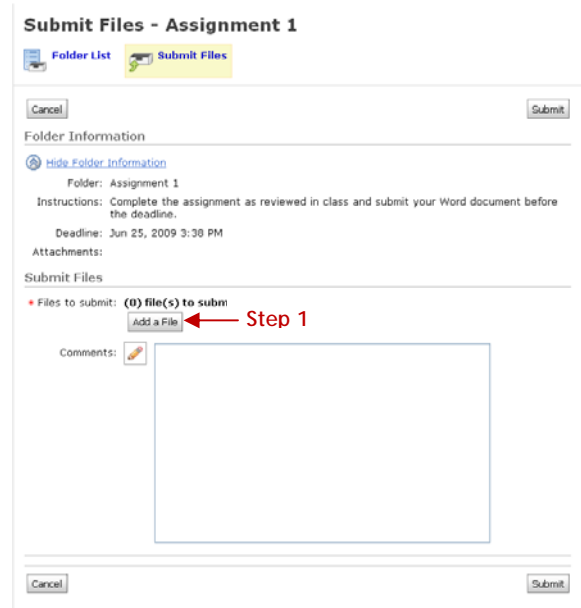 Submit Files - Assignment 1
Folder List Submit Files
Cancel Submit
Folder Information
Hide Folder Information
Folder: Assignment 1
Instructions: Complete the assignment as reviewed in class and submit your Word document before
the deadline.
Deadline: Jun 25, 2009 3:38 PM
Attachments:
Submit Files
* Files to submit: (0) file(s) to subm
Add a File Step 1
Comments:
Cancel Submit